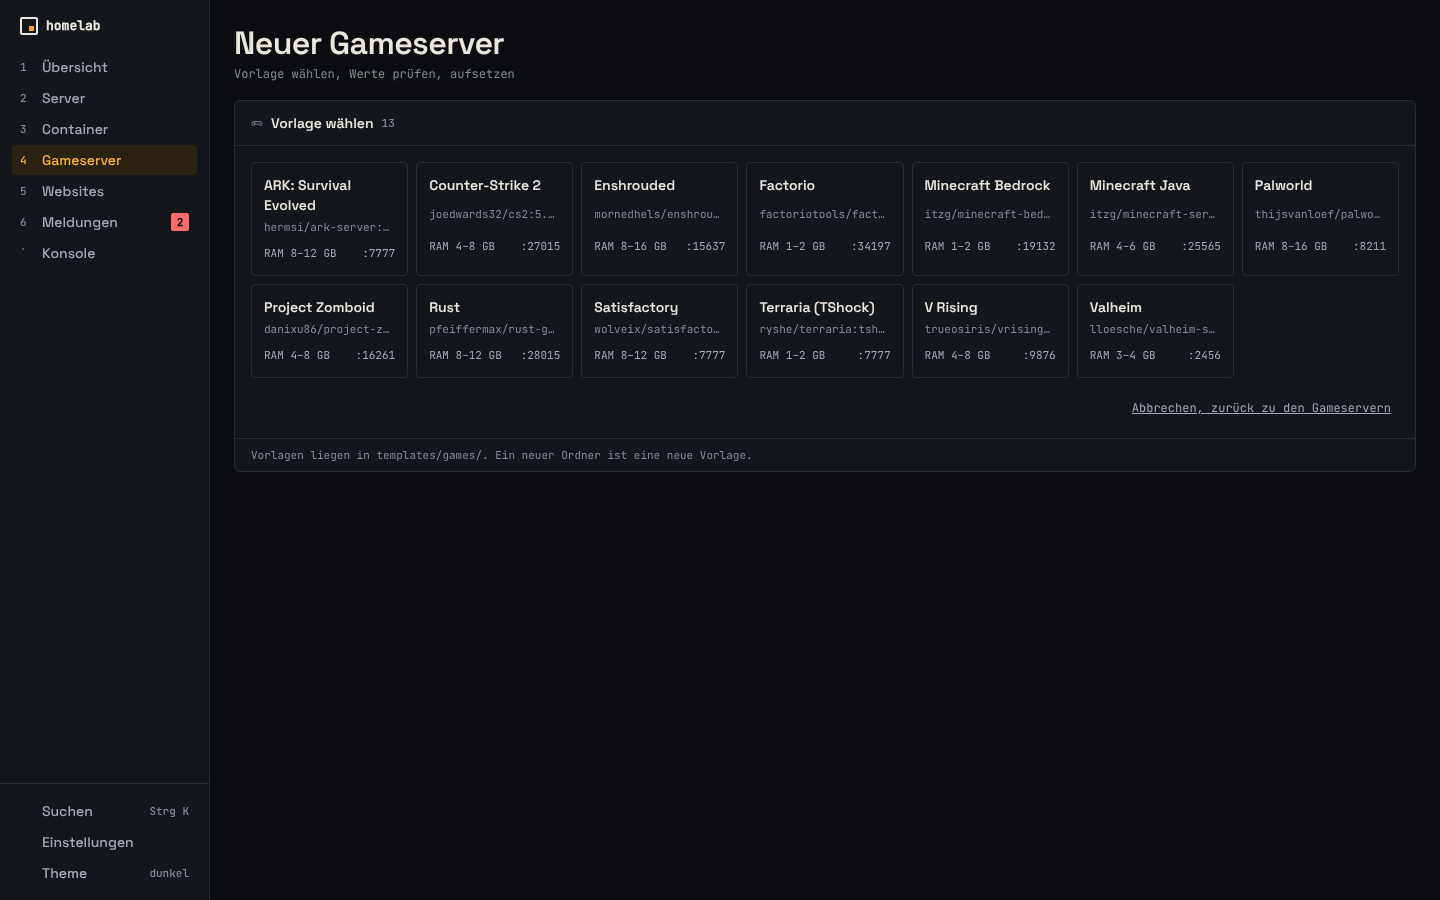 homelab
1 Übersicht
2 Server
3 Container
4 Gameserver
5 Websites
6 Meldungen 2
` Konsole
Suchen Strg K
Einstellungen
Theme dunkel
Neuer Gameserver
Vorlage wählen, Werte prüfen, aufsetzen
Vorlage wählen 13
ARK: Survival
Evolved
hermsi/ark-server:…
RAM 8–12 GB :7777
Counter-Strike 2
joedwards32/cs2:5.…
RAM 4–8 GB :27015
Enshrouded
mornedhels/enshrou…
RAM 8–16 GB :15637
Factorio
factoriotools/fact…
RAM 1–2 GB :34197
Minecraft Bedrock
itzg/minecraft-bed…
RAM 1–2 GB :19132
Minecraft Java
itzg/minecraft-ser…
RAM 4–6 GB :25565
Palworld
thijsvanloef/palwo…
RAM 8–16 GB :8211
Project Zomboid
danixu86/project-z…
RAM 4–8 GB :16261
Rust
pfeiffermax/rust-g…
RAM 8–12 GB :28015
Satisfactory
wolveix/satisfacto…
RAM 8–12 GB :7777
Terraria (TShock)
ryshe/terraria:tsh…
RAM 1–2 GB :7777
V Rising
trueosiris/vrising…
RAM 4–8 GB :9876
Valheim
lloesche/valheim-s…
RAM 3–4 GB :2456
Abbrechen, zurück zu den Gameservern
Vorlagen liegen in templates/games/. Ein neuer Ordner ist eine neue Vorlage.